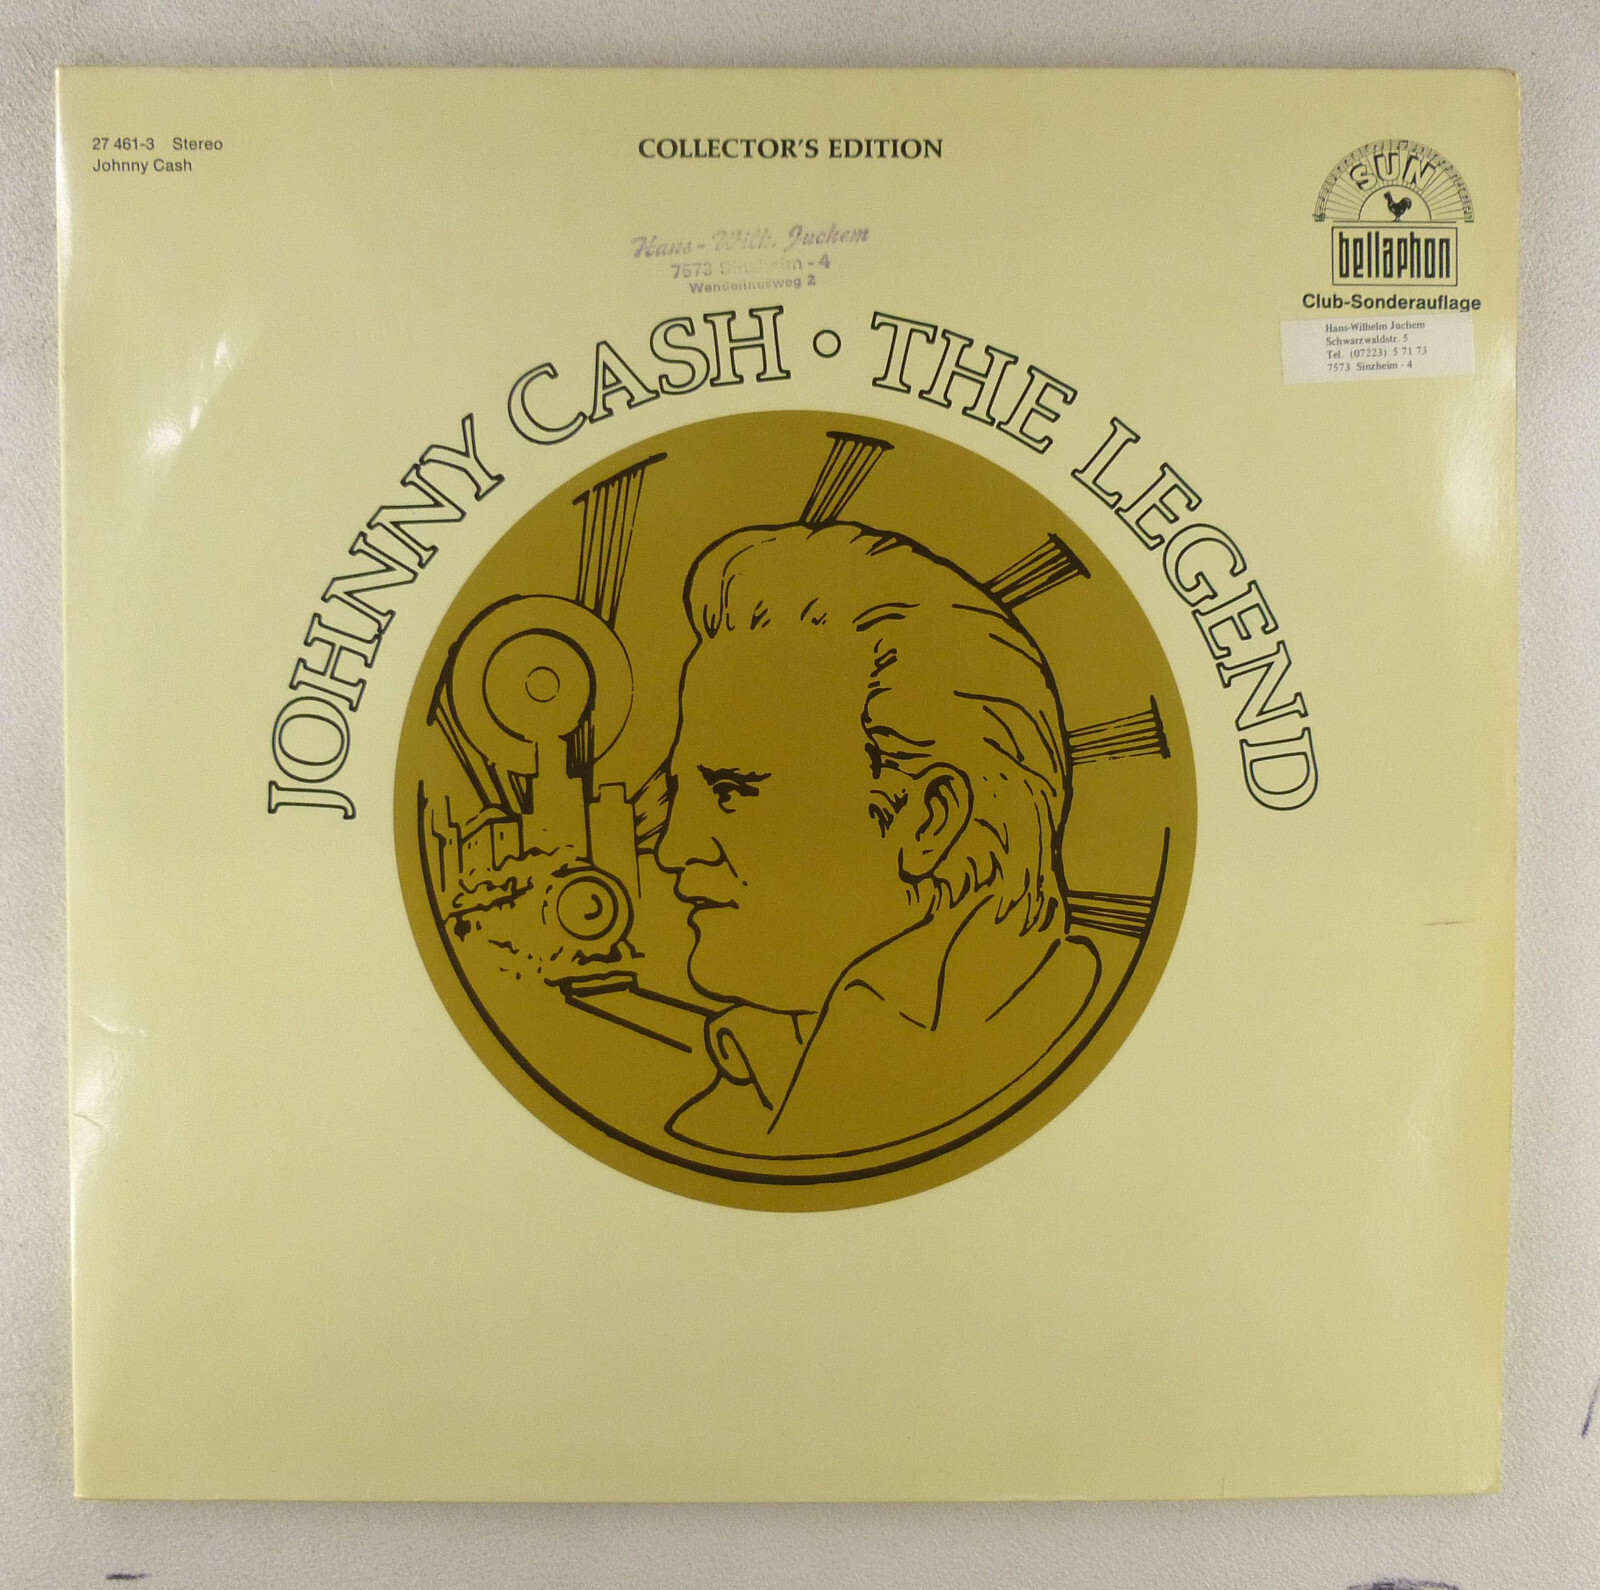 27 461-3 Stereo
Johnny Cash
COLLECTOR'S EDITION
SUN
bellaphon
Club-Sonderauflage
Hans-Wilhelm Juchem
Schwarzwaldstr. 5
Tel. (07223) 5 71 73
7573 Sinzheim - 4
Hans-Wilh. Juchem
7573 Sinzheim - 4
Wendelinusweg 2
JOHNNY CASH • THE LEGEND